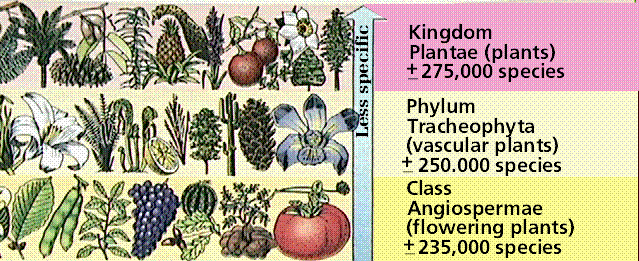 Less specific
Kingdom
Plantae (plants)
± 275,000 species
Phylum
Tracheophyta
(vascular plants)
± 250.000 species
Class
Angiospermae
(flowering plants)
± 235,000 species